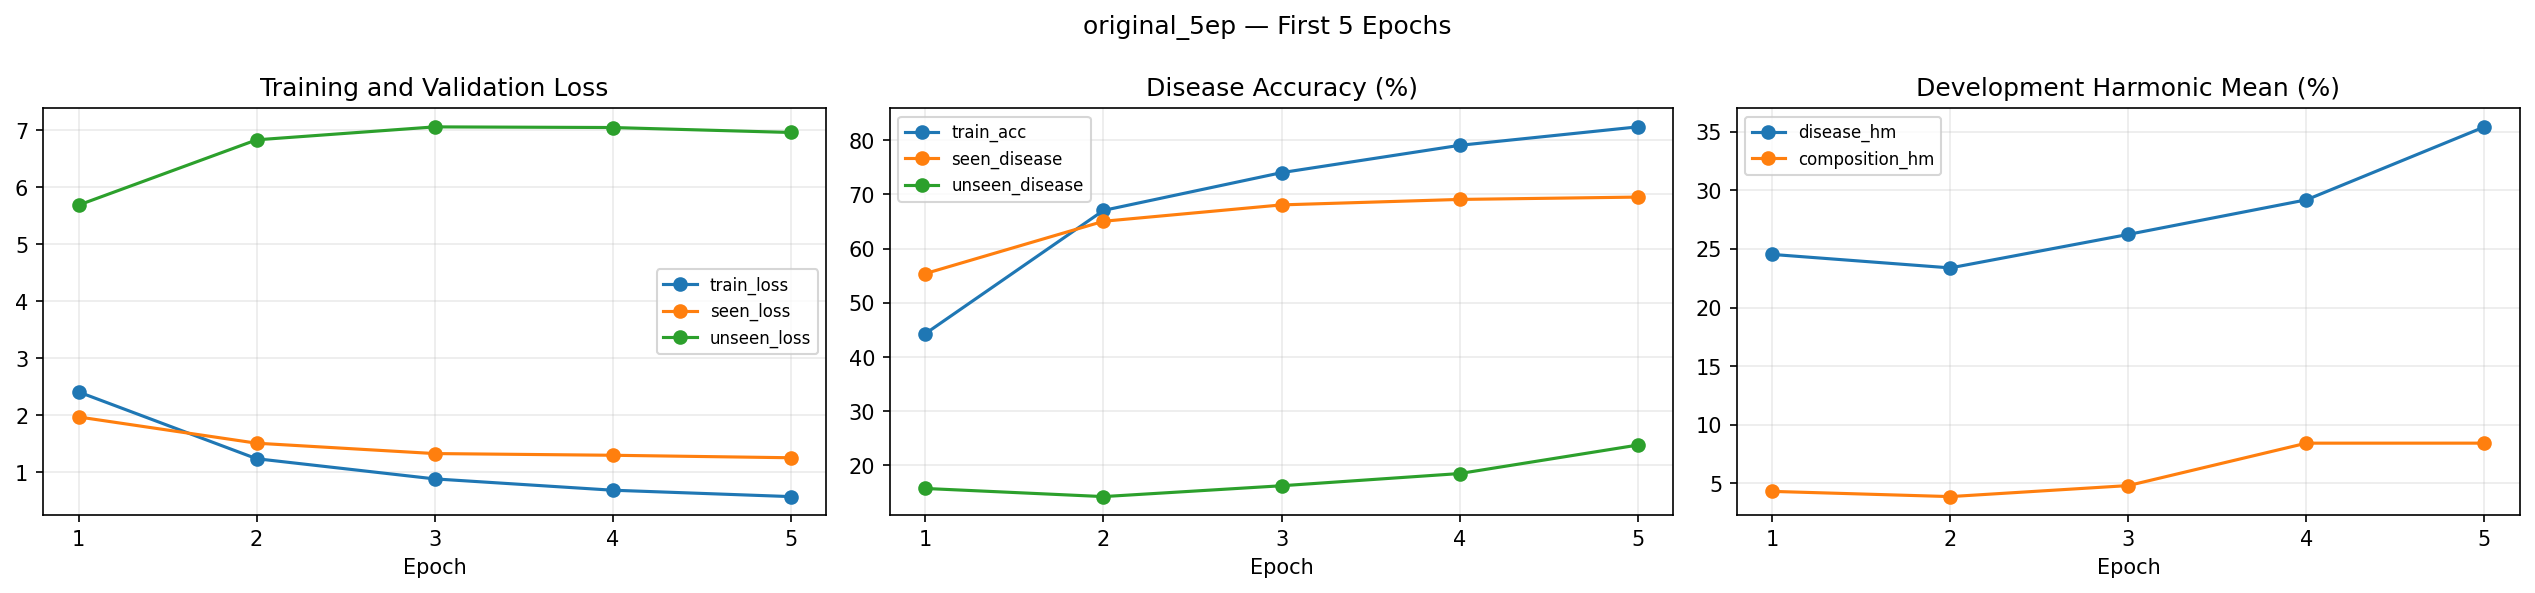 original_5ep — First 5 Epochs
Training and Validation Loss
7
6
5
4
3
2
1
train_loss
seen_loss
unseen_loss
1 2 3 4 5
Epoch
Disease Accuracy (%)
train_acc
seen_disease
unseen_disease
80
70
60
50
40
30
20
1 2 3 4 5
Epoch
Development Harmonic Mean (%)
disease_hm
composition_hm
35
30
25
20
15
10
5
1 2 3 4 5
Epoch